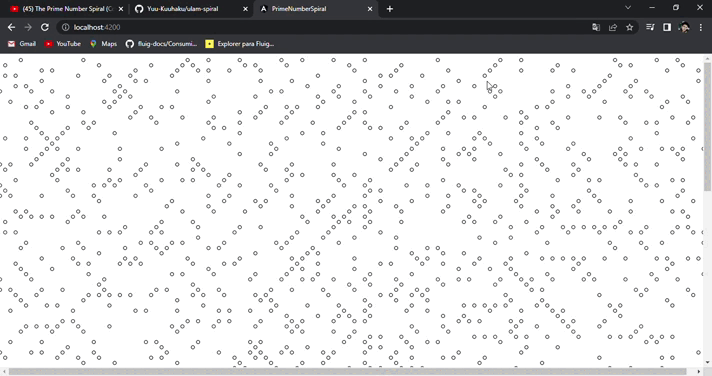 (45) The Prime Number Spiral (C
Yuu-Kuuhaku/ulam-spiral
PrimeNumberSpiral
localhost:4200
Gmail
YouTube
Maps
fluig-docs/Consumi...
Explorer para Fluig...